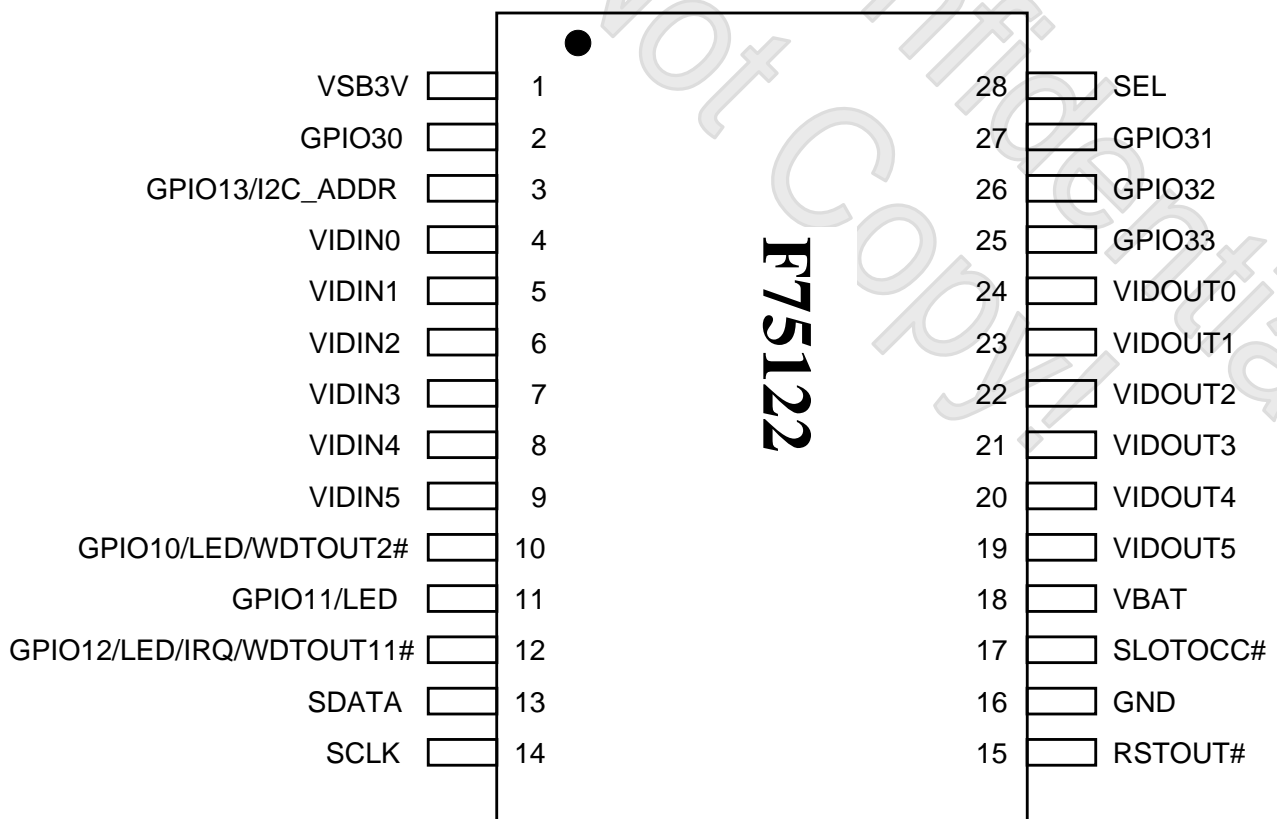 VSB3V 1 28 SEL
GPIO30 2 27 GPIO31
GPIO13/I2C_ADDR 3 26 GPIO32
VIDIN0 4 25 GPIO33
VIDIN1 5 24 VIDOUT0
VIDIN2 6 23 VIDOUT1
VIDIN3 7 22 VIDOUT2
VIDIN4 8 21 VIDOUT3
VIDIN5 9 20 VIDOUT4
GPIO10/LED/WDTOUT2# 10 19 VIDOUT5
GPIO11/LED 11 18 VBAT
GPIO12/LED/IRQ/WDTOUT11# 12 17 SLOTOCC#
SDATA 13 16 GND
SCLK 14 15 RSTOUT#
F75122
Not Copy!